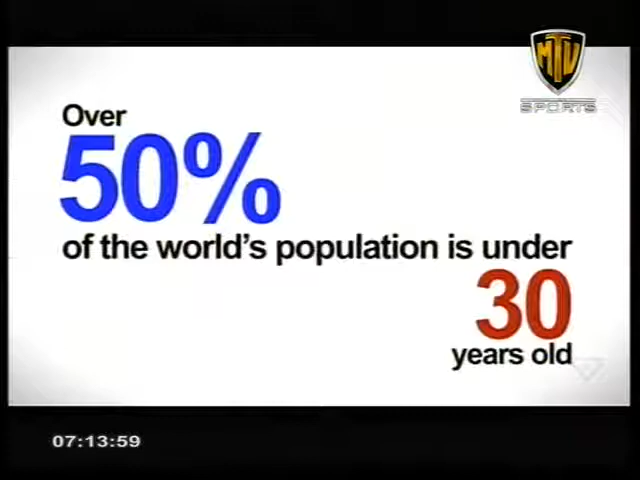 MTV
SPORTS
Over
50%
of the world's population is under
30
years old
07:13:59